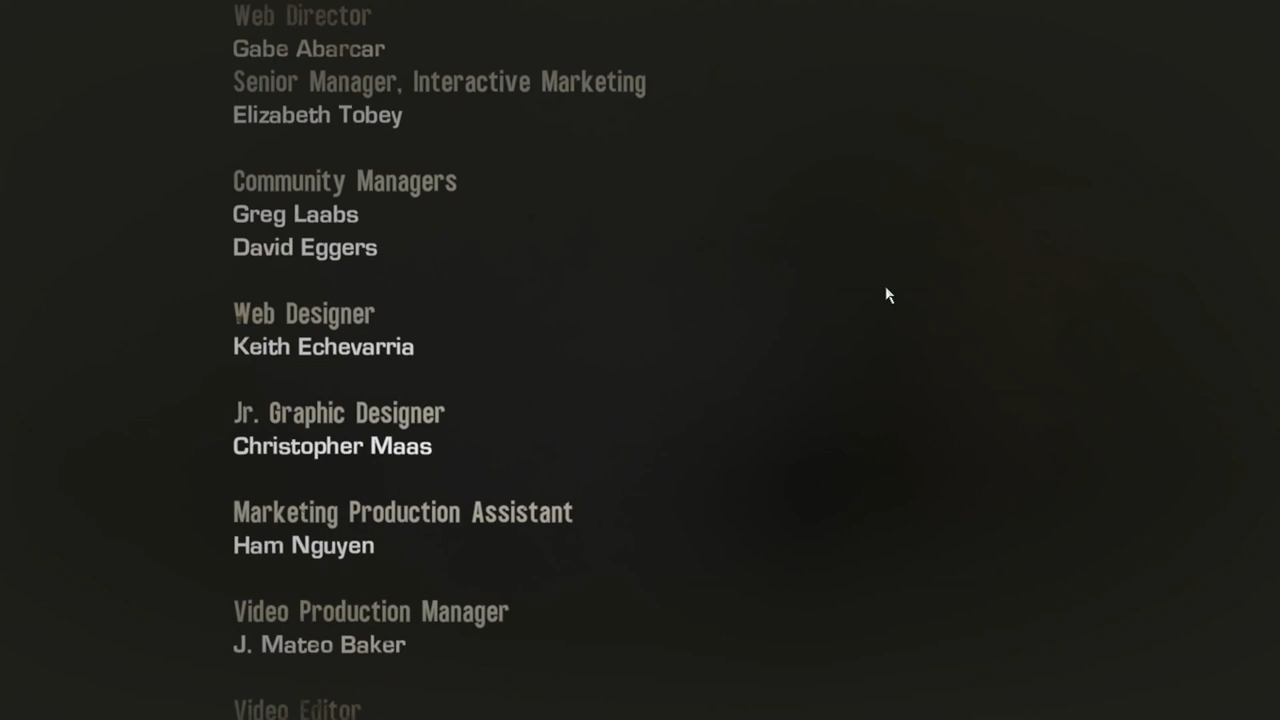 Web Director
Gabe Abarcar
Senior Manager, Interactive Marketing
Elizabeth Tobey
Community Managers
Greg Laabs
David Eggers
Web Designer
Keith Echevarria
Jr. Graphic Designer
Christopher Maas
Marketing Production Assistant
Ham Nguyen
Video Production Manager
J. Mateo Baker
Video Editor